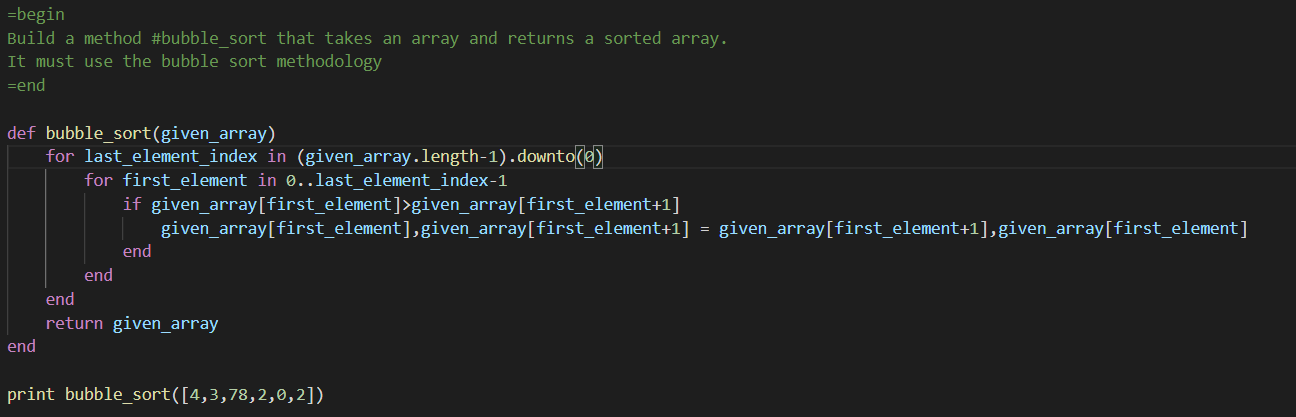 =begin
Build a method #bubble_sort that takes an array and returns a sorted array.
It must use the bubble sort methodology
=end
def bubble_sort(given_array)
for last_element_index in (given_array.length-1).downto(0)
for first_element in 0..last_element_index-1
if given_array[first_element]>given_array[first_element+1]
given_array[first_element],given_array[first_element+1] = given_array[first_element+1],given_array[first_element]
end
end
end
return given_array
end
print bubble_sort([4,3,78,2,0,2])